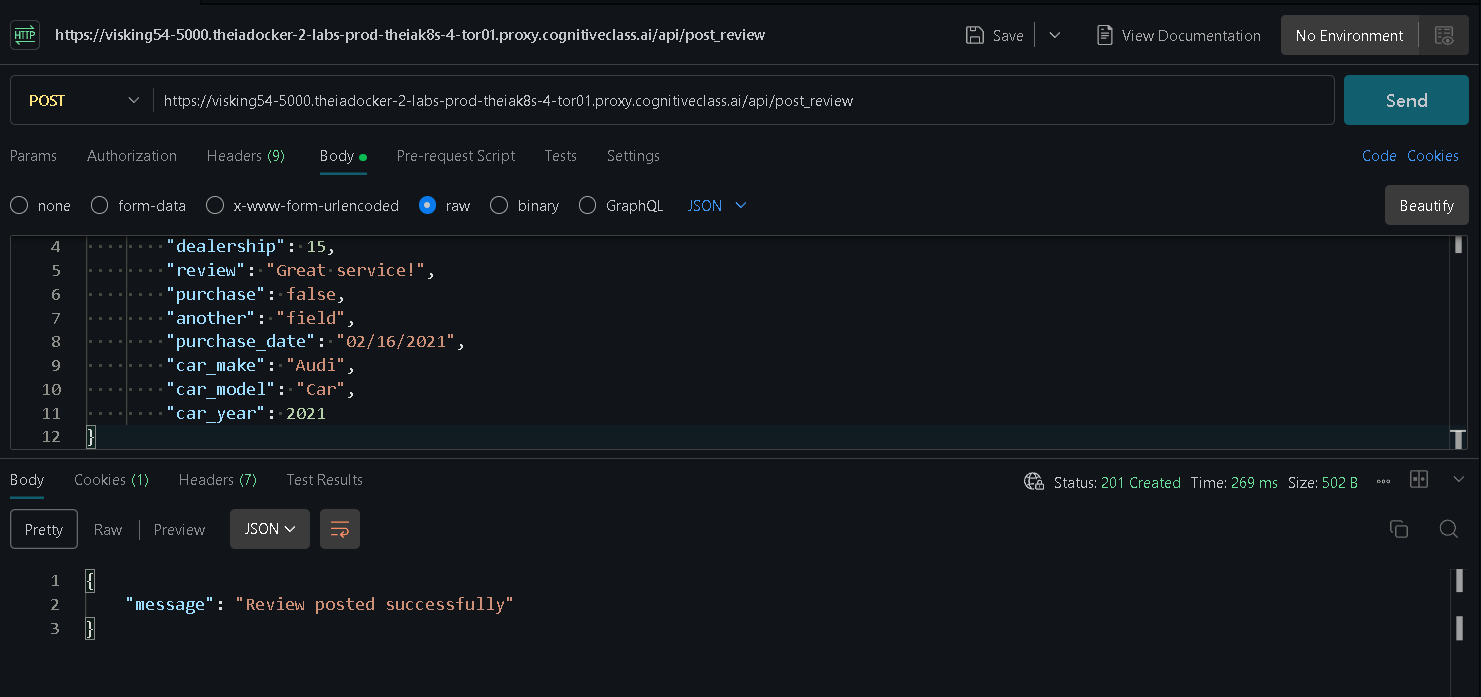 HTTP https://visking54-5000.theiadocker-2-labs-prod-theiak8s-4-tor01.proxy.cognitiveclass.ai/api/post_review Save View Documentation No Environment
POST https://visking54-5000.theiadocker-2-labs-prod-theiak8s-4-tor01.proxy.cognitiveclass.ai/api/post_review Send
Params Authorization Headers (9) Body Pre-request Script Tests Settings Code Cookies
none form-data x-www-form-urlencoded raw binary GraphQL JSON Beautify
4 "dealership": 15,
5 "review": "Great service!",
6 "purchase": false,
7 "another": "field",
8 "purchase_date": "02/16/2021",
9 "car_make": "Audi",
10 "car_model": "Car",
11 "car_year": 2021
12 }
Body Cookies (1) Headers (7) Test Results Status: 201 Created Time: 269 ms Size: 502 B
Pretty Raw Preview JSON
1 {
2 "message": "Review posted successfully"
3 }